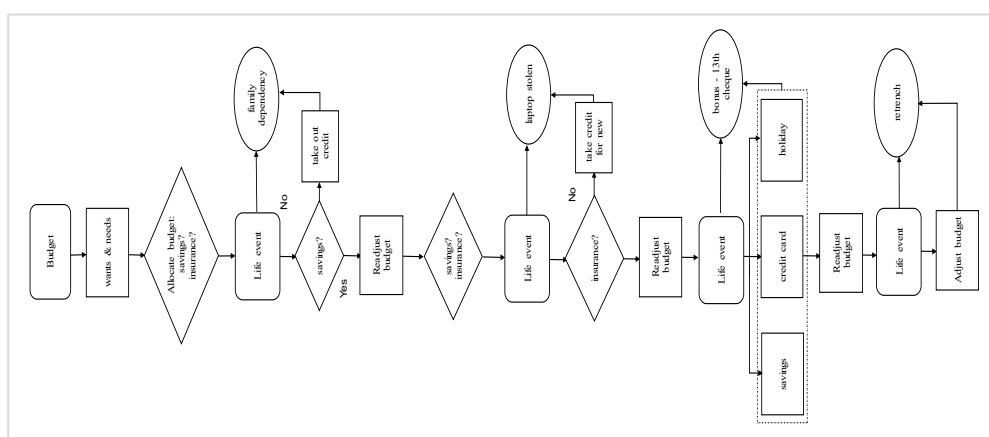 Budget
wants & needs
Allocate budget:
savings?
insurance?
Life event
family
dependency
No
savings?
take out
credit
Yes
Readjust
budget
savings?
insurance?
Life event
laptop stolen
No
insurance?
take credit
for new
Readjust
budget
Life event
bonus - 13th
cheque
savings
credit card
holiday
Readjust
budget
Life event
retrench
Adjust budget